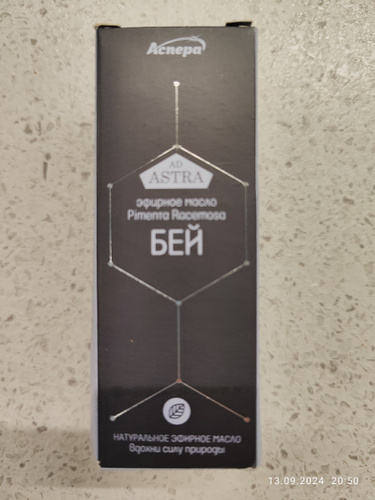 Аспера
AD
ASTRA
эфирное масло
Pimenta Racemosa
БЕЙ
НАТУРАЛЬНОЕ ЭФИРНОЕ МАСЛО
Вдохни силу природы
13.09.2024 20:50